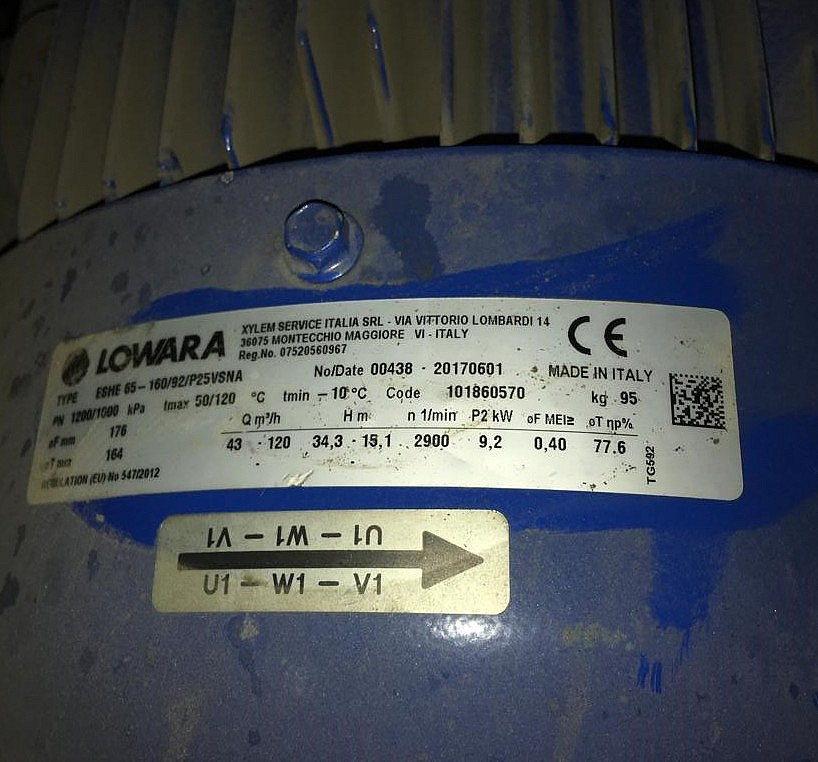 LOWARA
XYLEM SERVICE ITALIA SRL - VIA VITTORIO LOMBARDI 14
36075 MONTECCHIO MAGGIORE VI - ITALY
Reg.No. 07520560967
CE
TYPE ESHE 65-160/92/P25VSNA
No/Date 00438 - 20170601
MADE IN ITALY
PN 1200/1000 kPa tmax 50/120 °C tmin -10 °C Code 101860570 kg 95
Q m³/h H m n 1/min P2 kW øF MEI≥ øT ηp%
øF mm 176
43 - 120 34,3 - 15,1 2900 9,2 0,40 77.6
øT mm 164
REGULATION (EU) No 547/2012
TG592
U1 - W1 - V1
U1 - W1 - V1